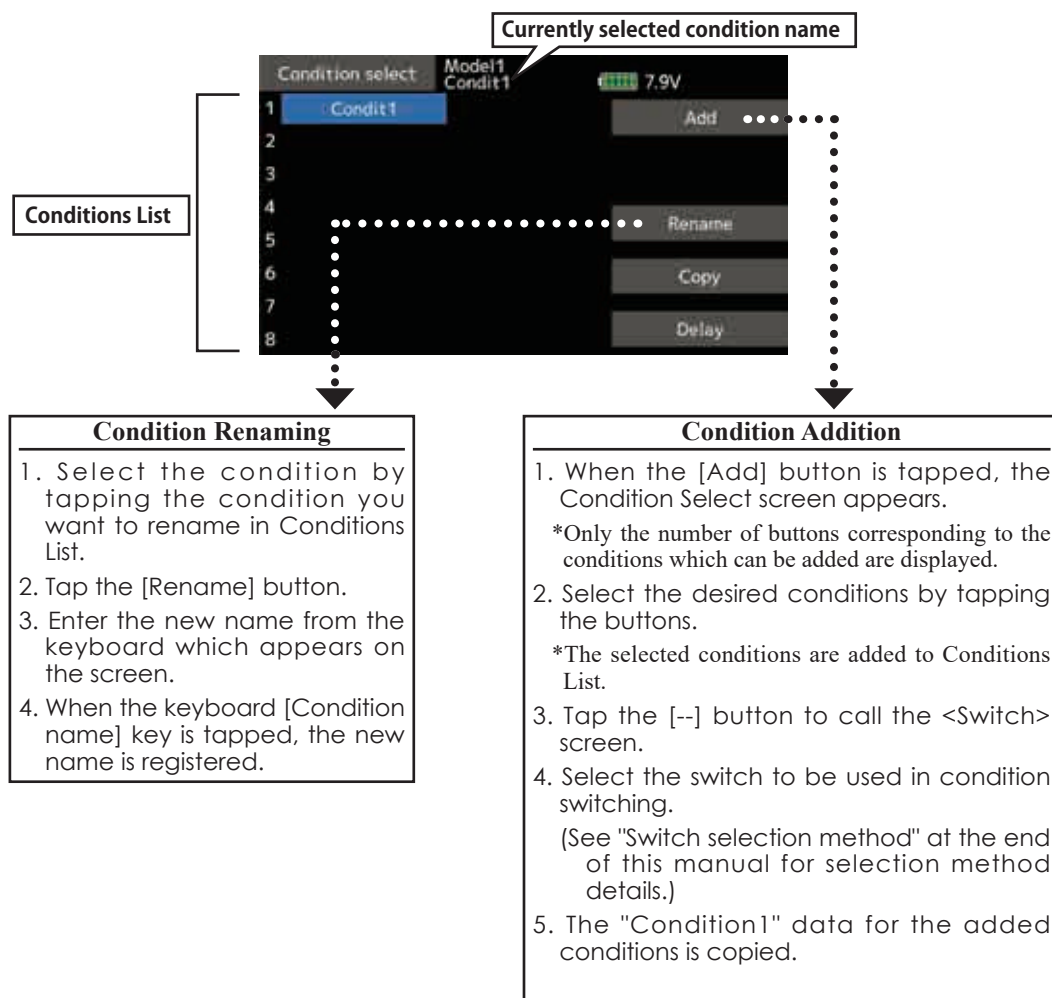 Currently selected condition name
Condition select
Model1
Condit1
7.9V
Conditions List
1 Condit1
2
3
4
5
6
7
8
Add
Rename
Copy
Delay
Condition Renaming
1. Select the condition by
tapping the condition you
want to rename in Conditions
List.
2. Tap the [Rename] button.
3. Enter the new name from the
keyboard which appears on
the screen.
4. When the keyboard [Condition
name] key is tapped, the new
name is registered.
Condition Addition
1. When the [Add] button is tapped, the
Condition Select screen appears.
*Only the number of buttons corresponding to the
conditions which can be added are displayed.
2. Select the desired conditions by tapping
the buttons.
*The selected conditions are added to Conditions
List.
3. Tap the [--] button to call the <Switch>
screen.
4. Select the switch to be used in condition
switching.
(See "Switch selection method" at the end
of this manual for selection method
details.)
5. The "Condition1" data for the added
conditions is copied.